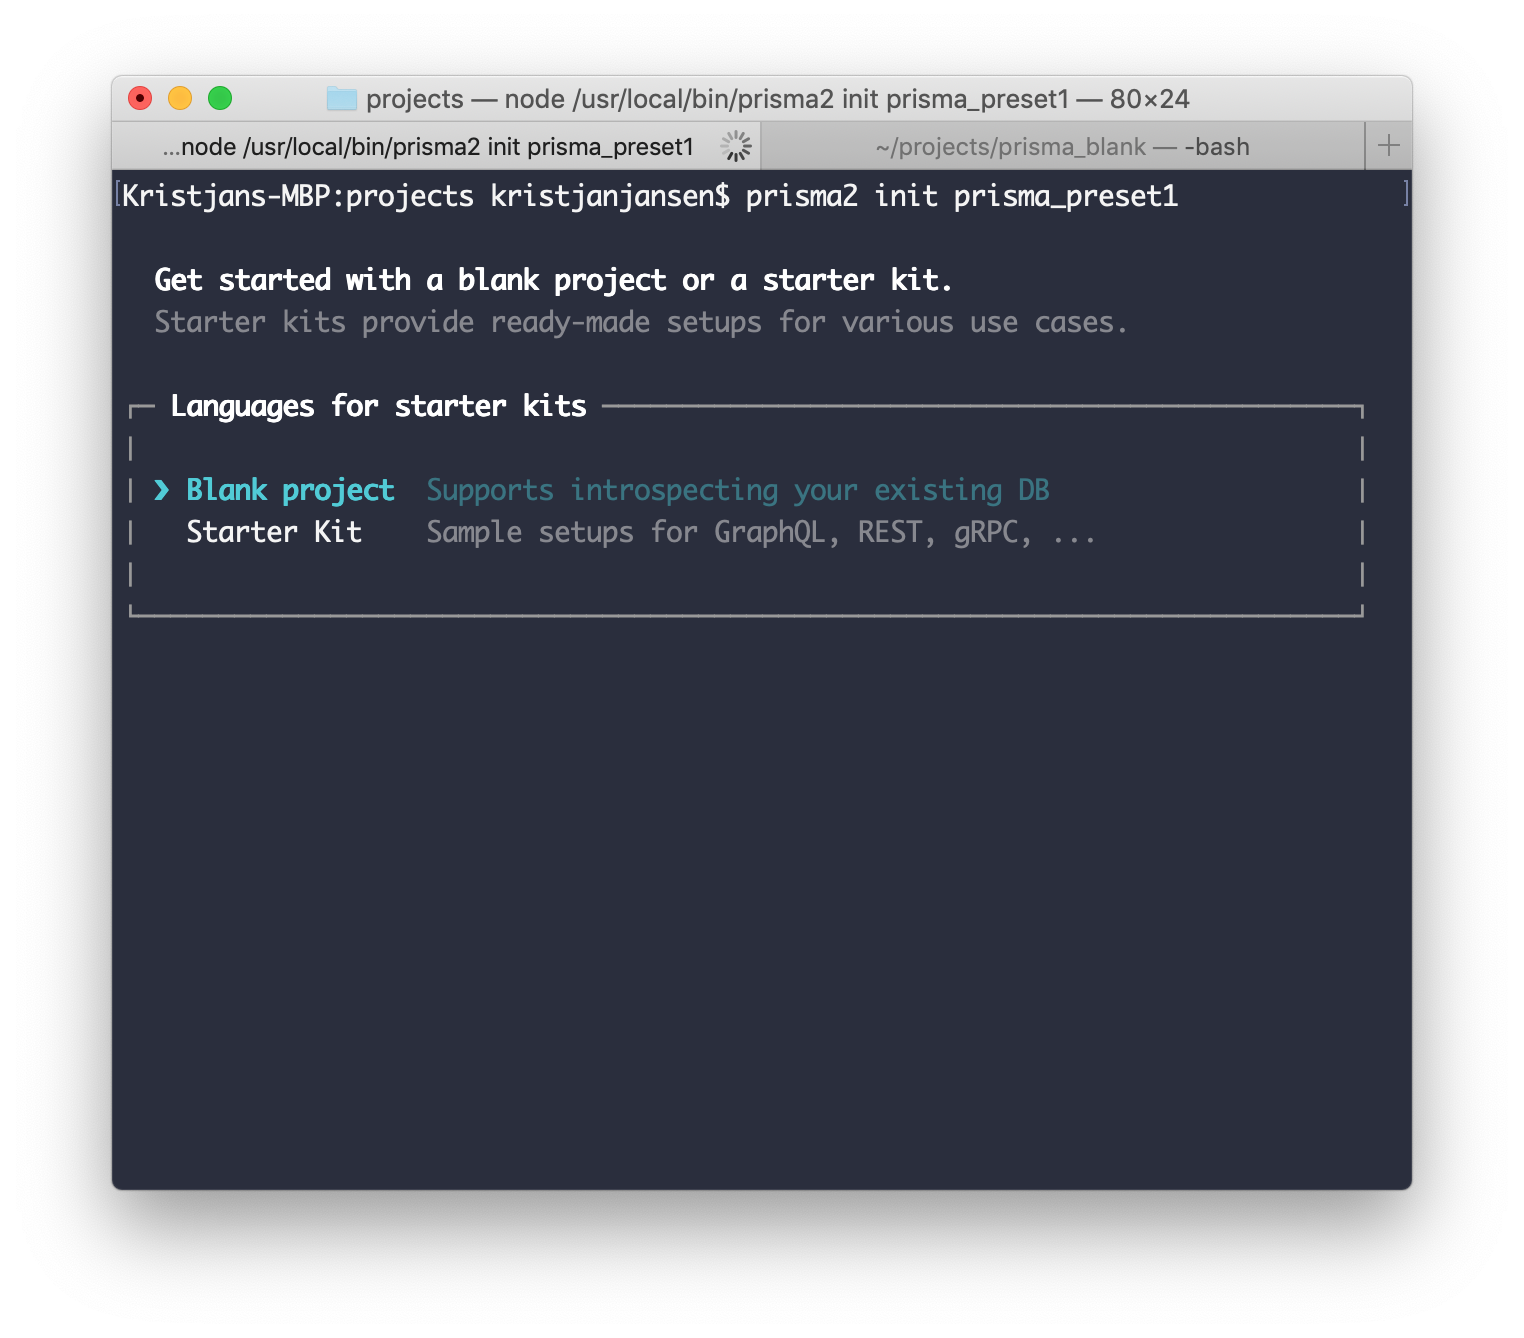 projects — node /usr/local/bin/prisma2 init prisma_preset1 — 80×24
...node /usr/local/bin/prisma2 init prisma_preset1
~/projects/prisma_blank — -bash
[Kristjans-MBP:projects kristjanjansen$ prisma2 init prisma_preset1 ]
Get started with a blank project or a starter kit.
Starter kits provide ready-made setups for various use cases.
Languages for starter kits
❯ Blank project Supports introspecting your existing DB
Starter Kit Sample setups for GraphQL, REST, gRPC, ...